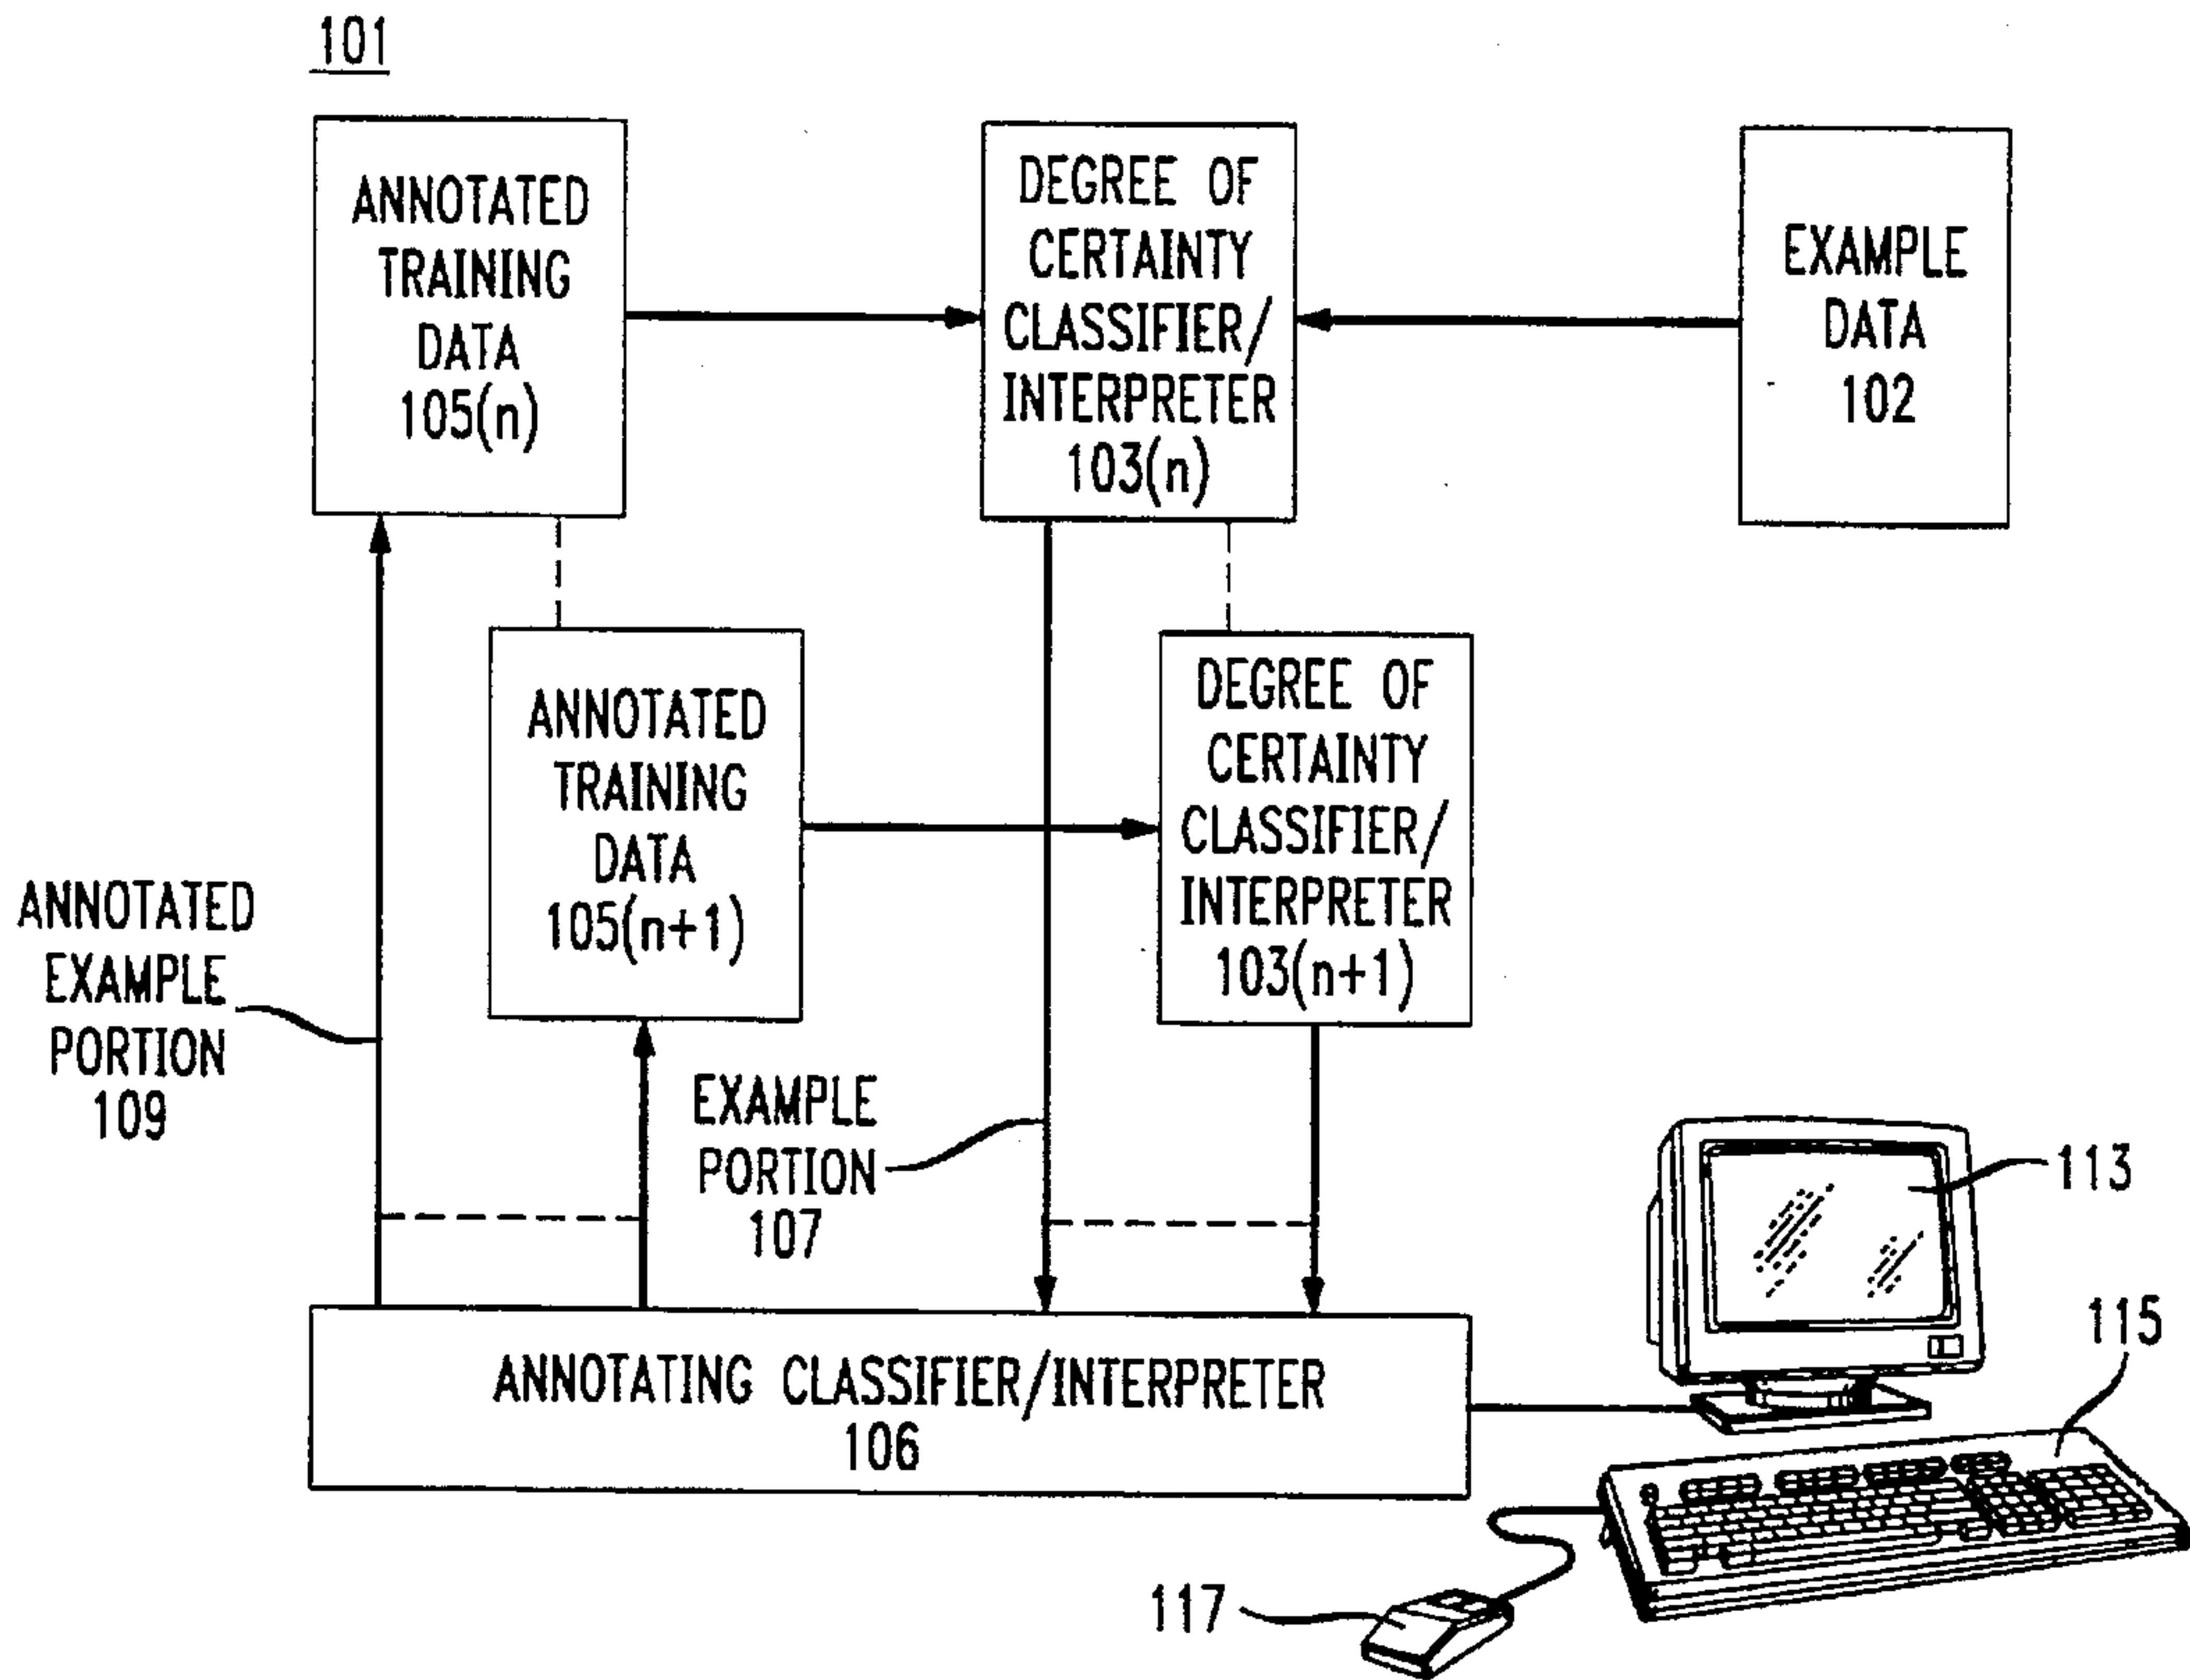 101
ANNOTATED
TRAINING
DATA
105(n)
DEGREE OF
CERTAINTY
CLASSIFIER/
INTERPRETER
103(n)
EXAMPLE
DATA
102
ANNOTATED
TRAINING
DATA
105(n+1)
DEGREE OF
CERTAINTY
CLASSIFIER/
INTERPRETER
103(n+1)
ANNOTATED
EXAMPLE
PORTION
109
EXAMPLE
PORTION
107
113
115
ANNOTATING CLASSIFIER/INTERPRETER
106
117